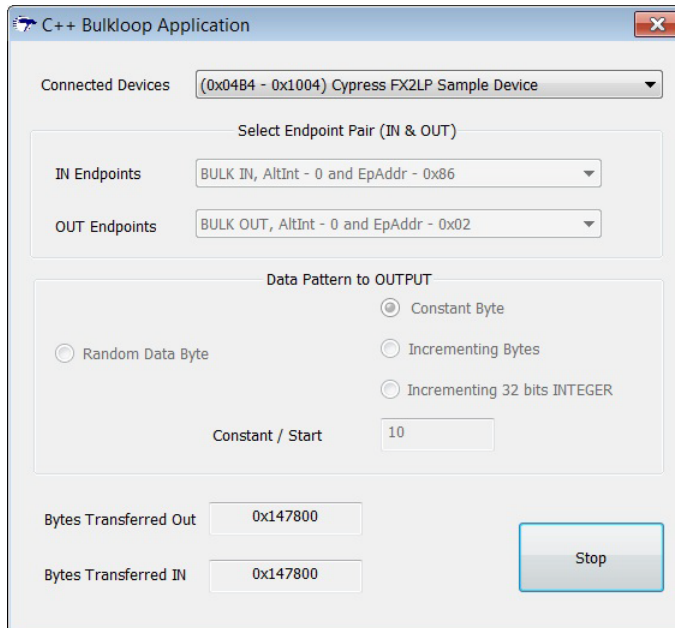 C++ Bulkloop Application
Connected Devices (0x04B4 - 0x1004) Cypress FX2LP Sample Device
Select Endpoint Pair (IN & OUT)
IN Endpoints BULK IN, AltInt - 0 and EpAddr - 0x86
OUT Endpoints BULK OUT, AltInt - 0 and EpAddr - 0x02
Data Pattern to OUTPUT
Constant Byte
Random Data Byte Incrementing Bytes
Incrementing 32 bits INTEGER
Constant / Start 10
Bytes Transferred Out 0x147800
Bytes Transferred IN 0x147800
Stop